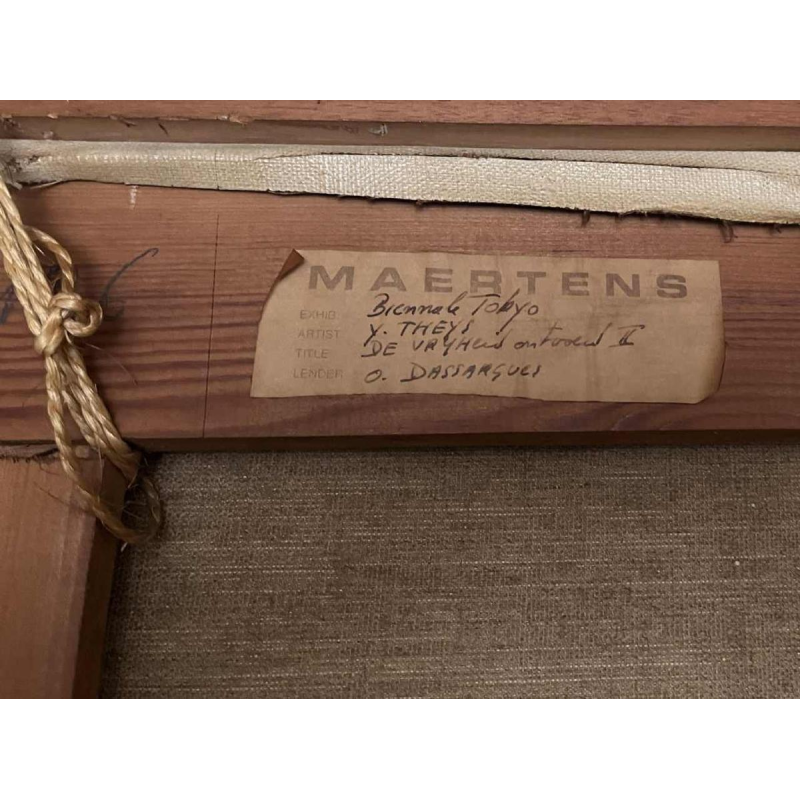 MAERTENS
EXHIB. Biennale Tokyo
ARTIST Y. THEYS
TITLE DE VRYHEID ontvoerd II
LENDER O. DASSARGUES